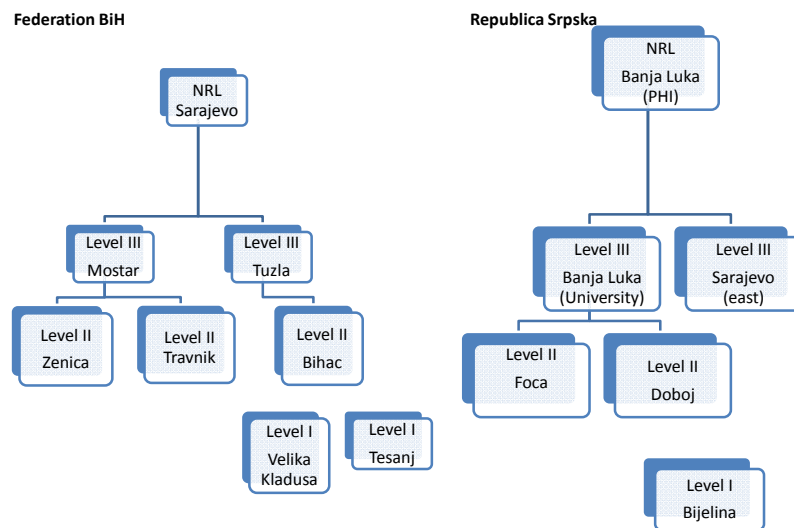 Federation BiH
NRL
Sarajevo
Level III
Mostar
Level III
Tuzla
Level II
Zenica
Level II
Travnik
Level II
Bihac
Level I
Velika
Kladusa
Level I
Tesanj
Republica Srpska
NRL
Banja Luka
(PHI)
Level III
Banja Luka
(University)
Level III
Sarajevo
(east)
Level II
Foca
Level II
Doboj
Level I
Bijelina